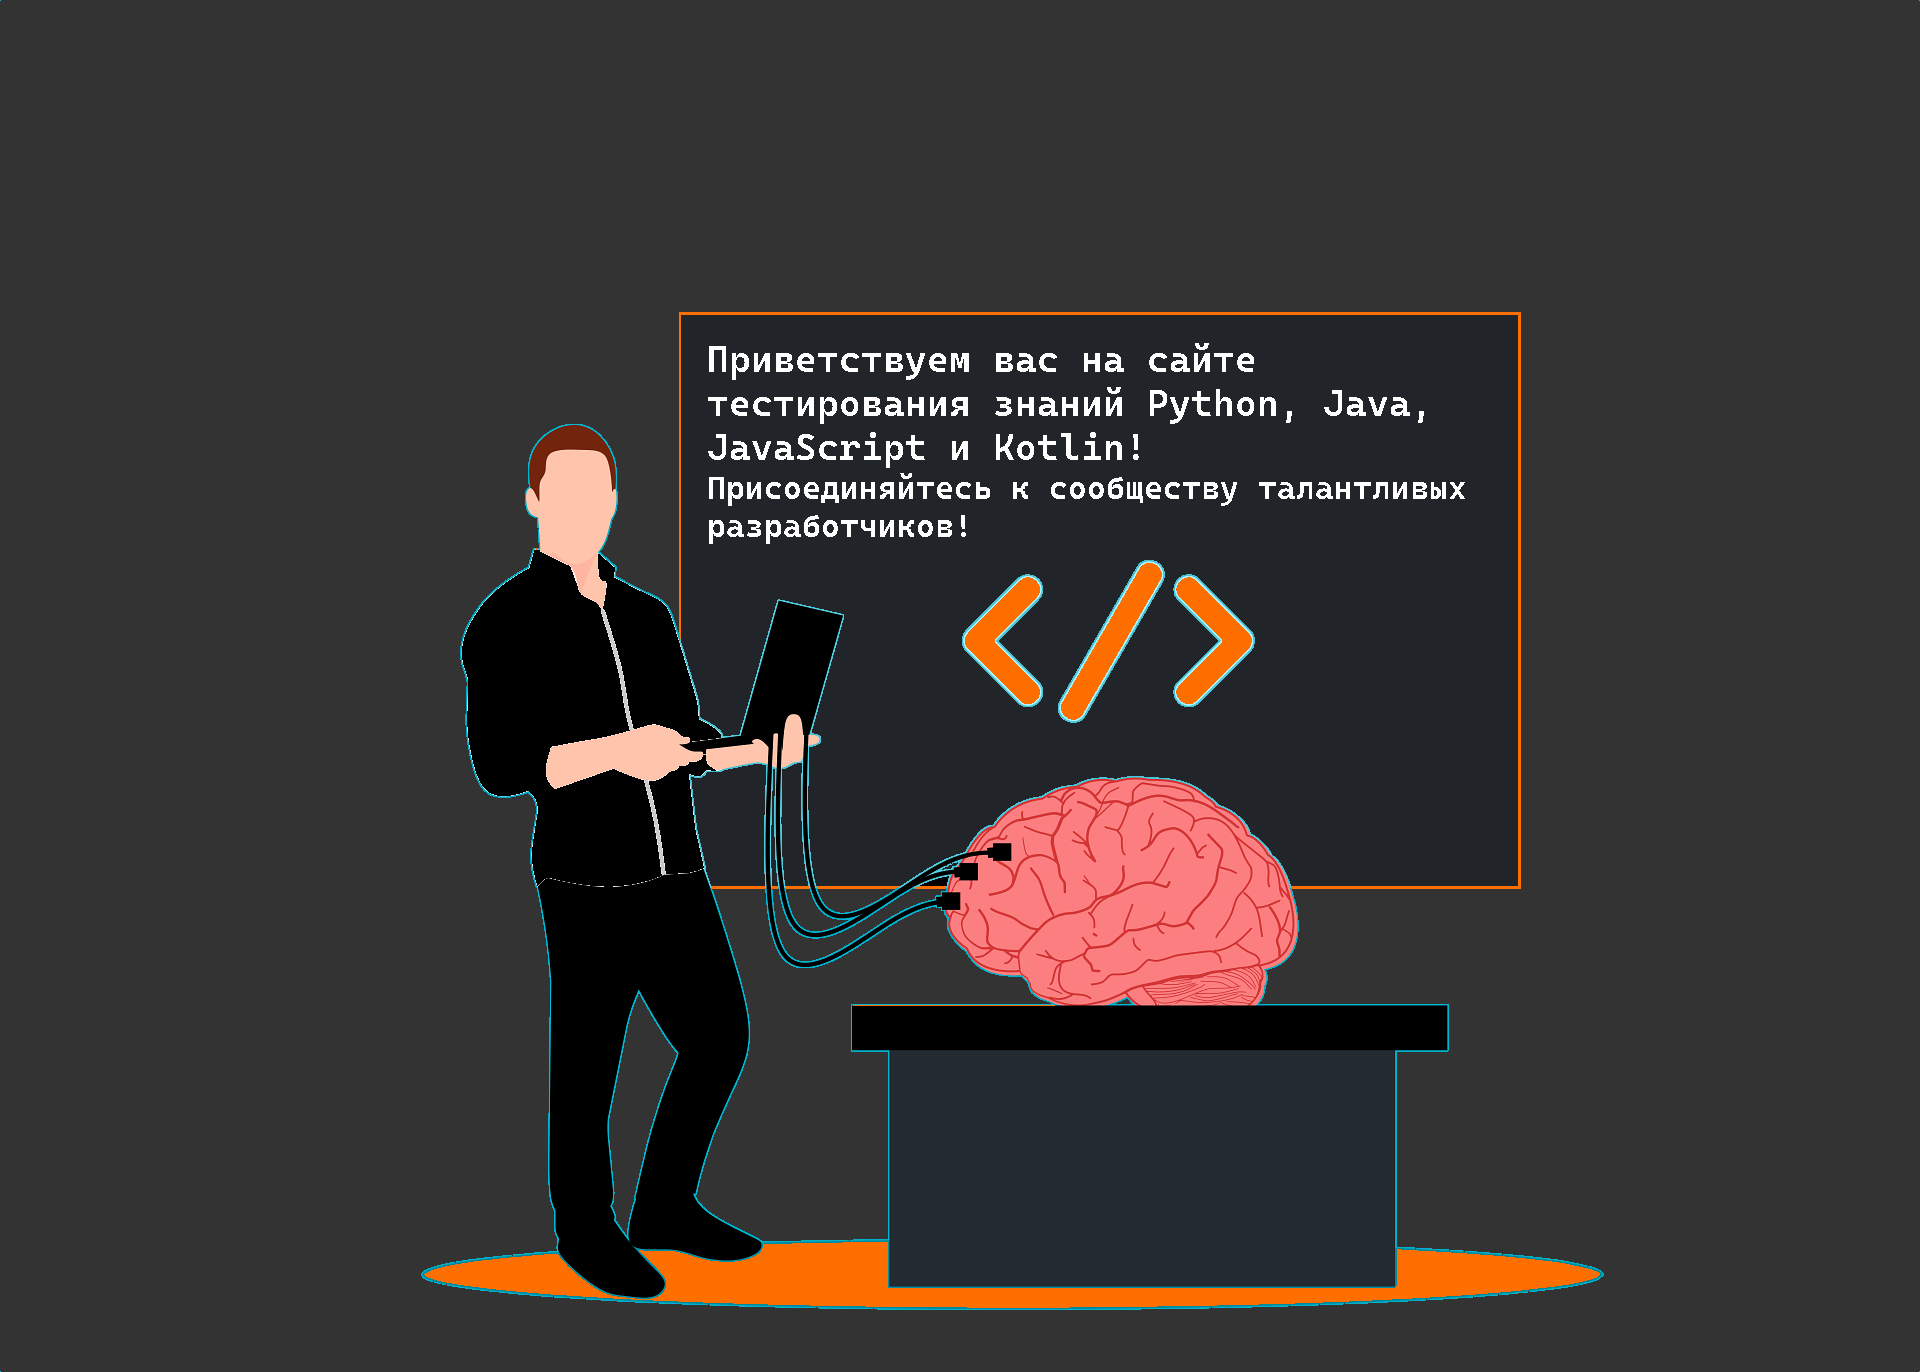 Приветствуем вас на сайте
тестирования знаний Python, Java,
JavaScript и Kotlin!
Присоединяйтесь к сообществу талантливых
разработчиков!
</>